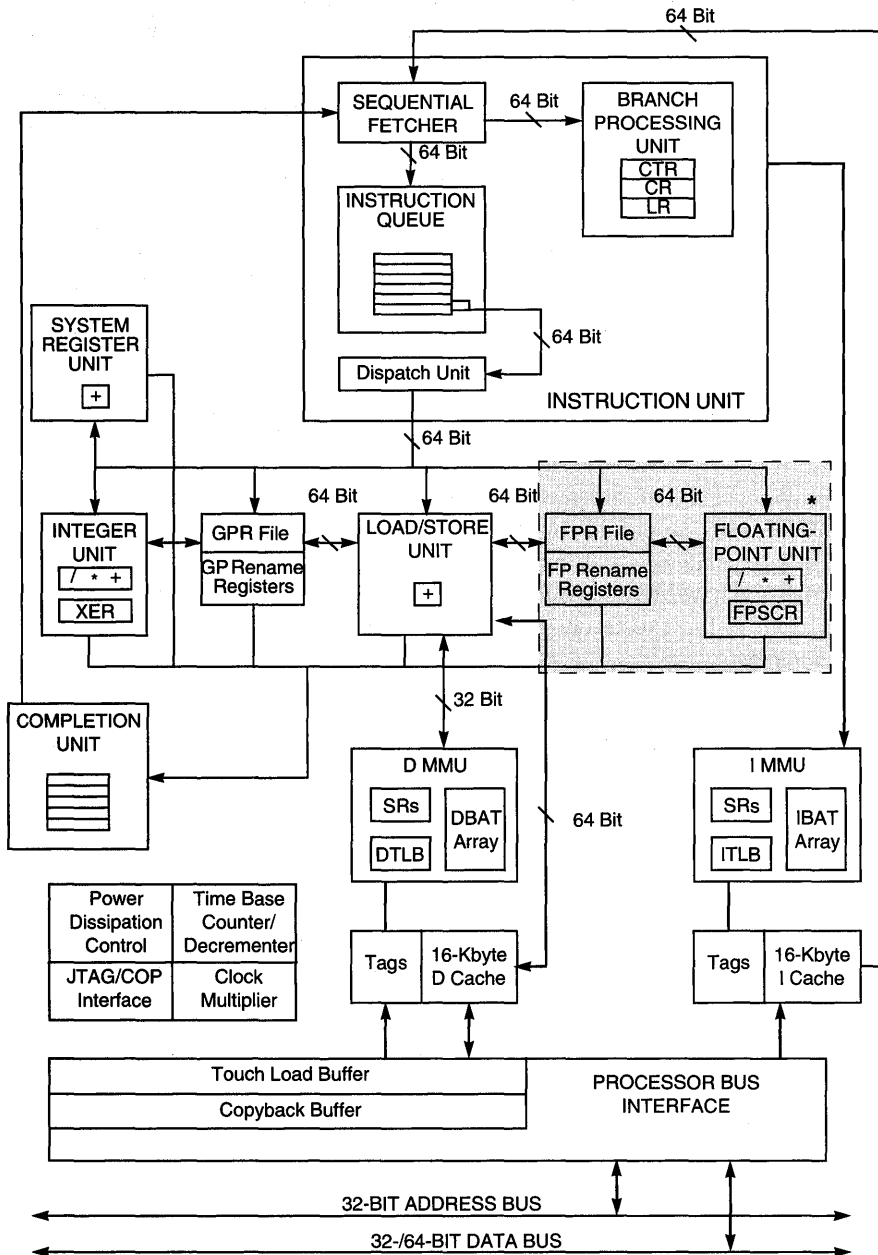 64 Bit
SEQUENTIAL
FETCHER
64 Bit
BRANCH
PROCESSING
UNIT
CTR
CR
LR
64 Bit
INSTRUCTION
QUEUE
64 Bit
Dispatch Unit
INSTRUCTION UNIT
SYSTEM
REGISTER
UNIT
+
64 Bit
64 Bit
64 Bit
64 Bit
*
INTEGER
UNIT
/ * +
XER
GPR File
GP Rename
Registers
LOAD/STORE
UNIT
+
FPR File
FP Rename
Registers
FLOATING-
POINT UNIT
/ * +
FPSCR
32 Bit
COMPLETION
UNIT
D MMU
SRs
DTLB
DBAT
Array
64 Bit
I MMU
SRs
ITLB
IBAT
Array
Power
Dissipation
Control
Time Base
Counter/
Decrementer
JTAG/COP
Interface
Clock
Multiplier
Tags
16-Kbyte
D Cache
Tags
16-Kbyte
I Cache
Touch Load Buffer
Copyback Buffer
PROCESSOR BUS
INTERFACE
32-BIT ADDRESS BUS
32-/64-BIT DATA BUS